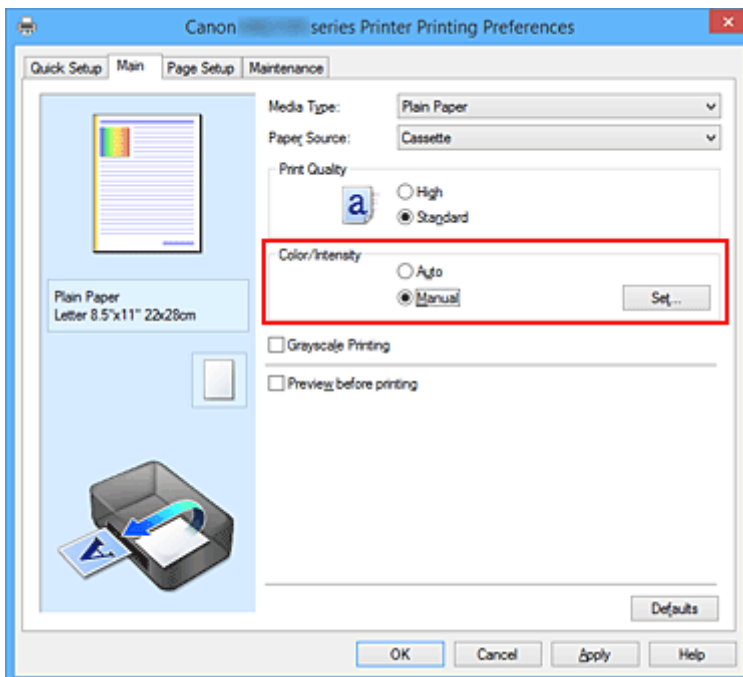 Canon series Printer Printing Preferences
Quick Setup Main Page Setup Maintenance
Media Type: Plain Paper
Paper Source: Cassette
Print Quality
a
High
Standard
Color/Intensity
Auto
Manual Set...
Plain Paper
Letter 8.5"x11" 22x28cm
Grayscale Printing
Preview before printing
A
Defaults
OK Cancel Apply Help